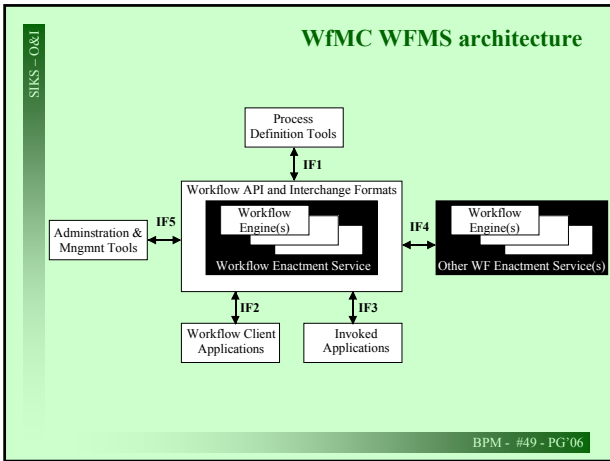 SIKS – O&I
WfMC WFMS architecture
Process
Definition Tools
IF1
Workflow API and Interchange Formats
IF5
Adminstration &
Mngmnt Tools
Workflow
Engine(s)
Workflow Enactment Service
IF4
Workflow
Engine(s)
Other WF Enactment Service(s)
IF2
IF3
Workflow Client
Applications
Invoked
Applications
BPM - #49 - PG’06